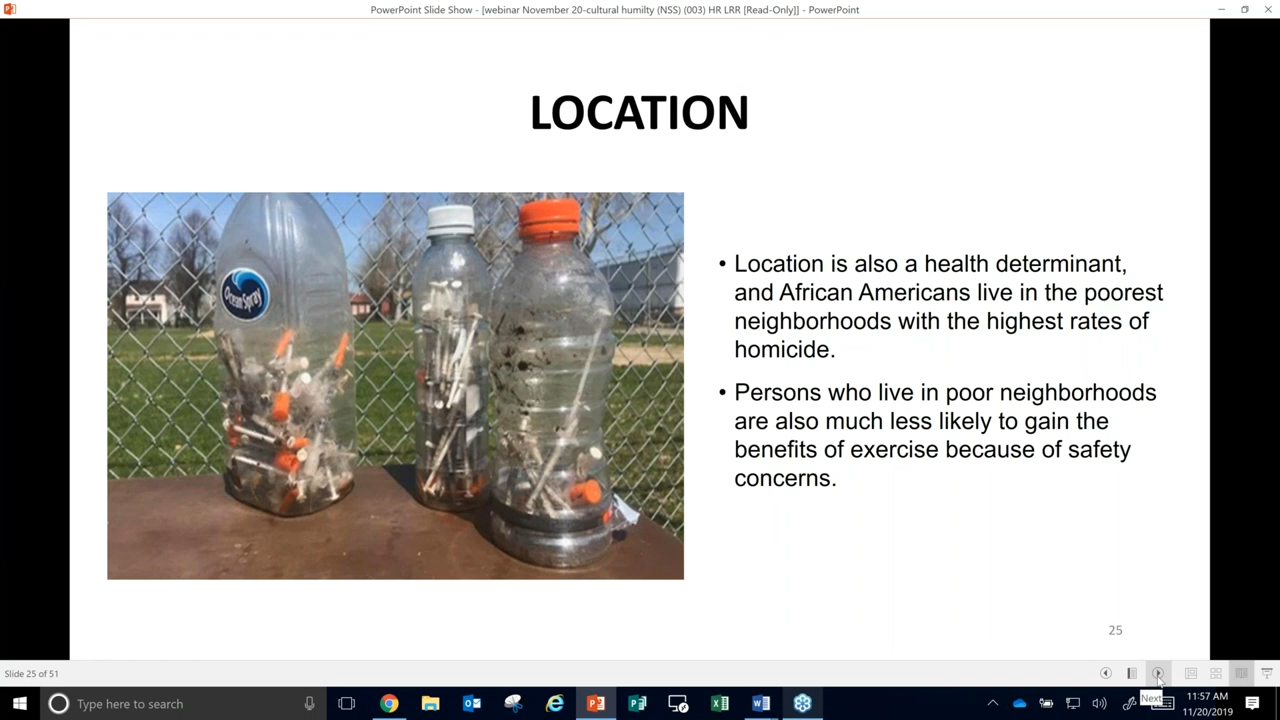 PowerPoint Slide Show - [webinar November 20-cultural humilty (NSS) (003) HR LRR [Read-Only]] - PowerPoint
LOCATION
OceanSpray
• Location is also a health determinant,
and African Americans live in the poorest
neighborhoods with the highest rates of
homicide.
• Persons who live in poor neighborhoods
are also much less likely to gain the
benefits of exercise because of safety
concerns.
25
Slide 25 of 51
Next
Type here to search
11:57 AM
11/20/2019